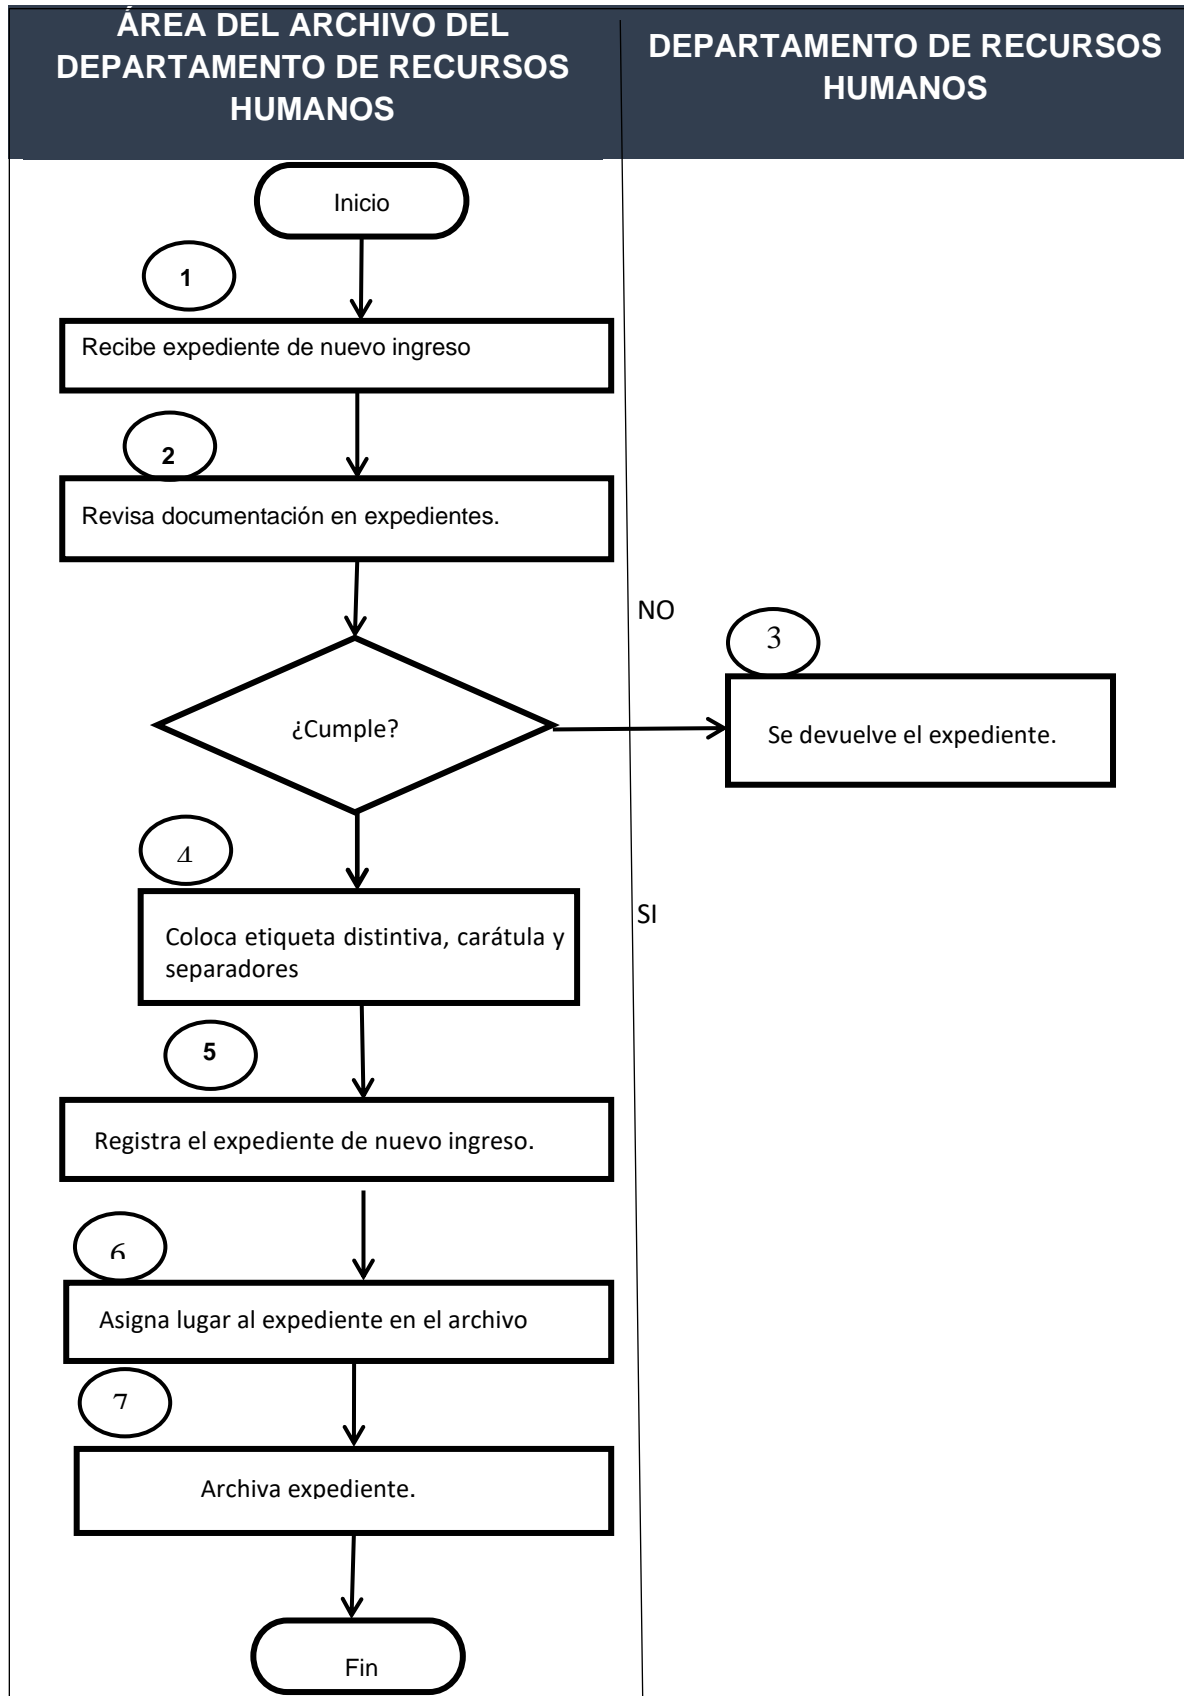 ÁREA DEL ARCHIVO DEL
DEPARTAMENTO DE RECURSOS
HUMANOS
DEPARTAMENTO DE RECURSOS
HUMANOS
Inicio
1
Recibe expediente de nuevo ingreso
2
Revisa documentación en expedientes.
NO
3
¿Cumple?
Se devuelve el expediente.
4
SI
Coloca etiqueta distintiva, carátula y
separadores
5
Registra el expediente de nuevo ingreso.
6
Asigna lugar al expediente en el archivo
7
Archiva expediente.
Fin